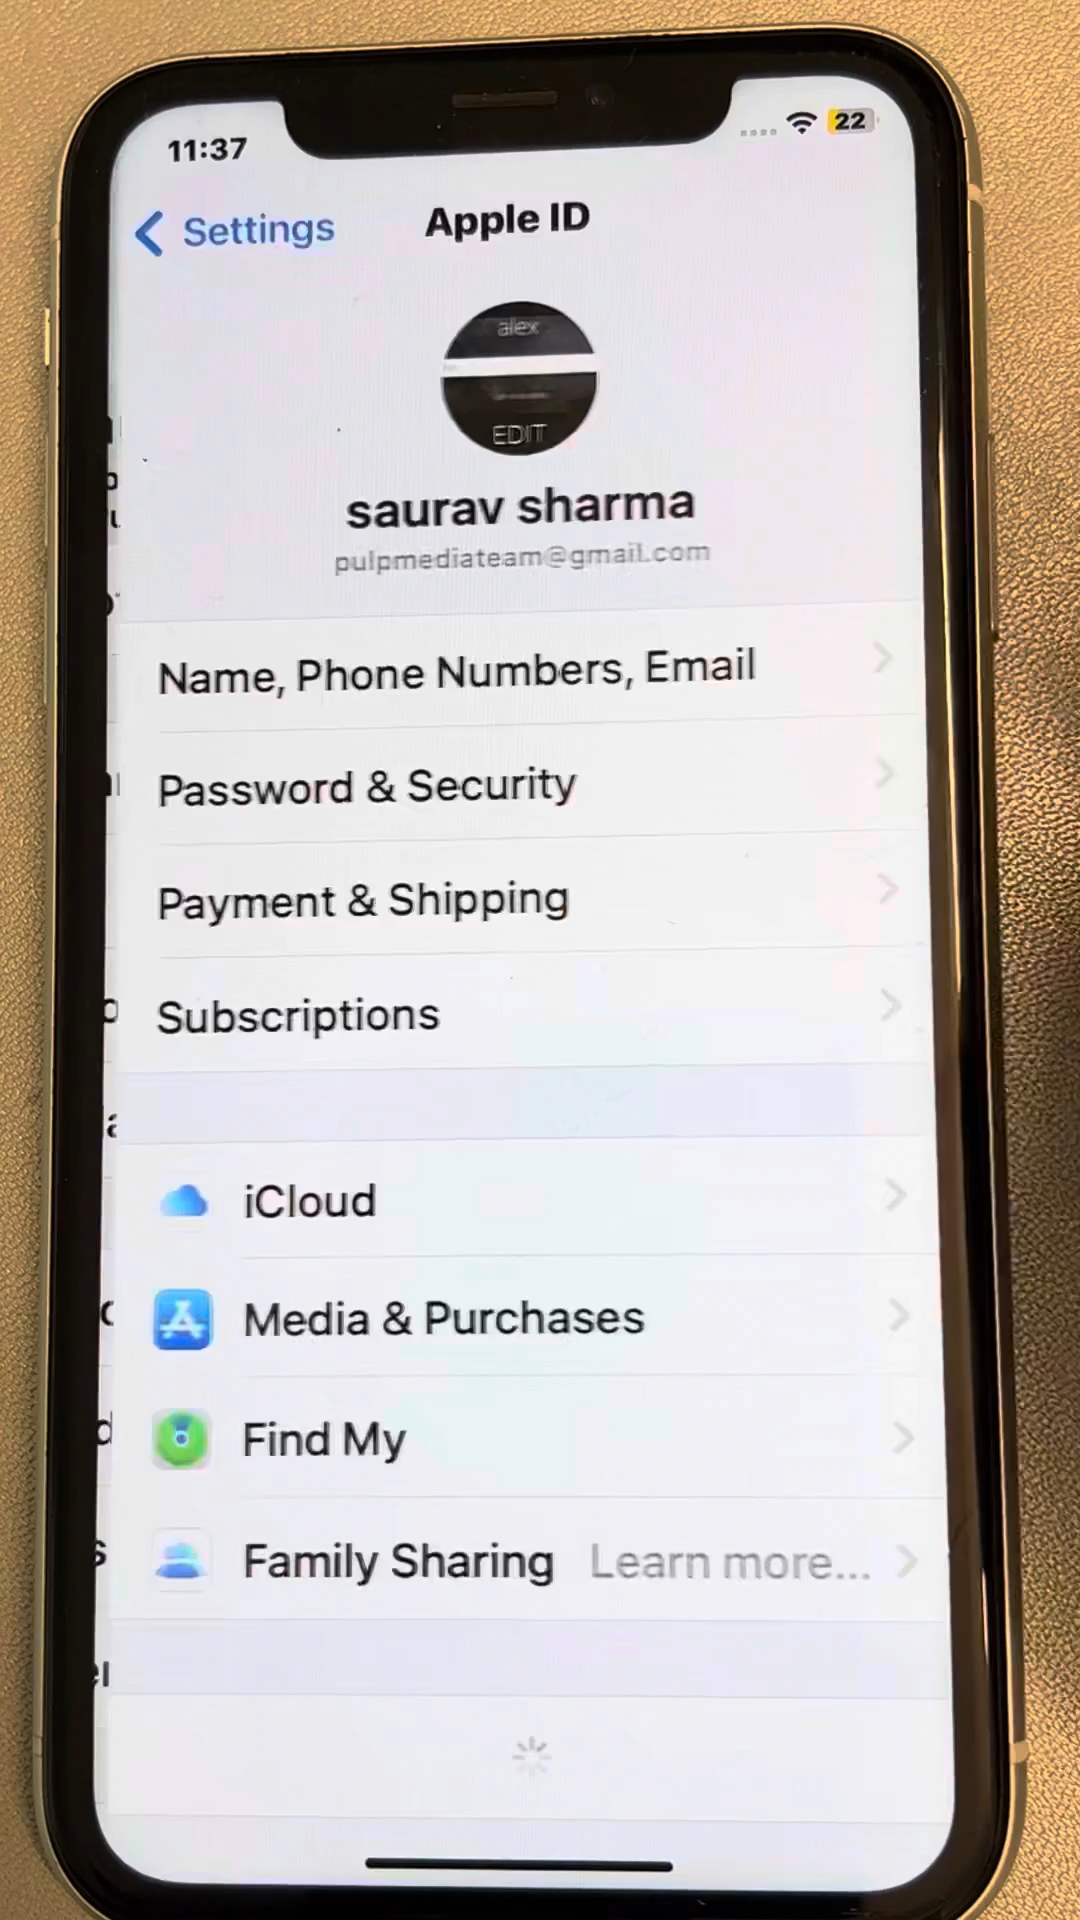 11:37
22
Settings
Apple ID
alex
EDIT
saurav sharma
pulpmediateam@gmail.com
Name, Phone Numbers, Email
Password & Security
Payment & Shipping
Subscriptions
iCloud
Media & Purchases
Find My
Family Sharing Learn more...